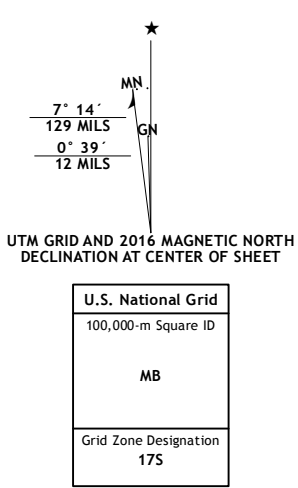 ★
MN
7° 14´
129 MILS
GN
0° 39´
12 MILS
UTM GRID AND 2016 MAGNETIC NORTH
DECLINATION AT CENTER OF SHEET
U.S. National Grid
100,000-m Square ID
MB
Grid Zone Designation
17S